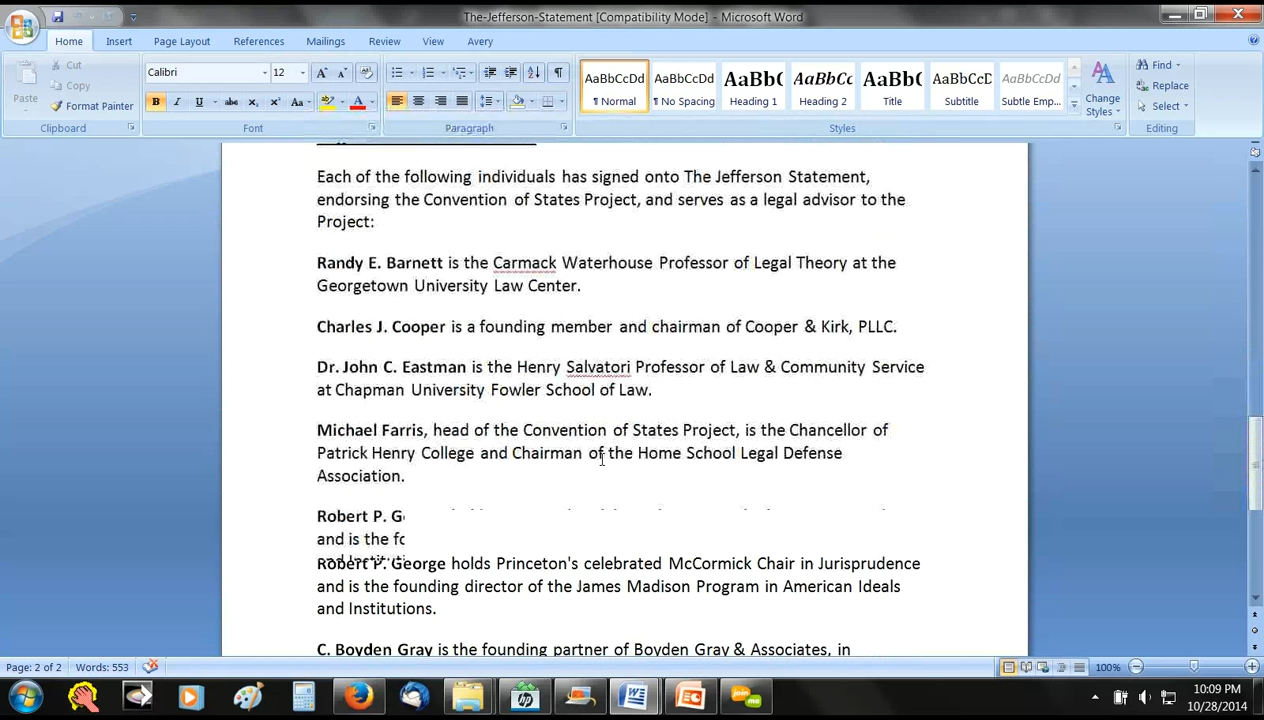 The-Jefferson-Statement [Compatibility Mode] - Microsoft Word
Home Insert Page Layout References Mailings Review View Avery
Cut
Copy
Format Painter
Paste
Calibri 12
Clipboard Font Paragraph Styles Editing
AaBbCcDd AaBbCcDd AaBbC AaBbCc AaBbC AaBbCcD AaBbCcDd
¶ Normal ¶ No Spacing Heading 1 Heading 2 Title Subtitle Subtle Emp...
Change
Styles
Find
Replace
Select
Each of the following individuals has signed onto The Jefferson Statement,
endorsing the Convention of States Project, and serves as a legal advisor to the
Project:
Randy E. Barnett is the Carmack Waterhouse Professor of Legal Theory at the
Georgetown University Law Center.
Charles J. Cooper is a founding member and chairman of Cooper & Kirk, PLLC.
Dr. John C. Eastman is the Henry Salvatori Professor of Law & Community Service
at Chapman University Fowler School of Law.
Michael Farris, head of the Convention of States Project, is the Chancellor of
Patrick Henry College and Chairman of the Home School Legal Defense
Association.
Robert P. G
and is the fo
Robert P. George holds Princeton's celebrated McCormick Chair in Jurisprudence
and is the founding director of the James Madison Program in American Ideals
and Institutions.
C. Boyden Gray is the founding partner of Boyden Gray & Associates, in
Page: 2 of 2 Words: 553 100%
10:09 PM
10/28/2014